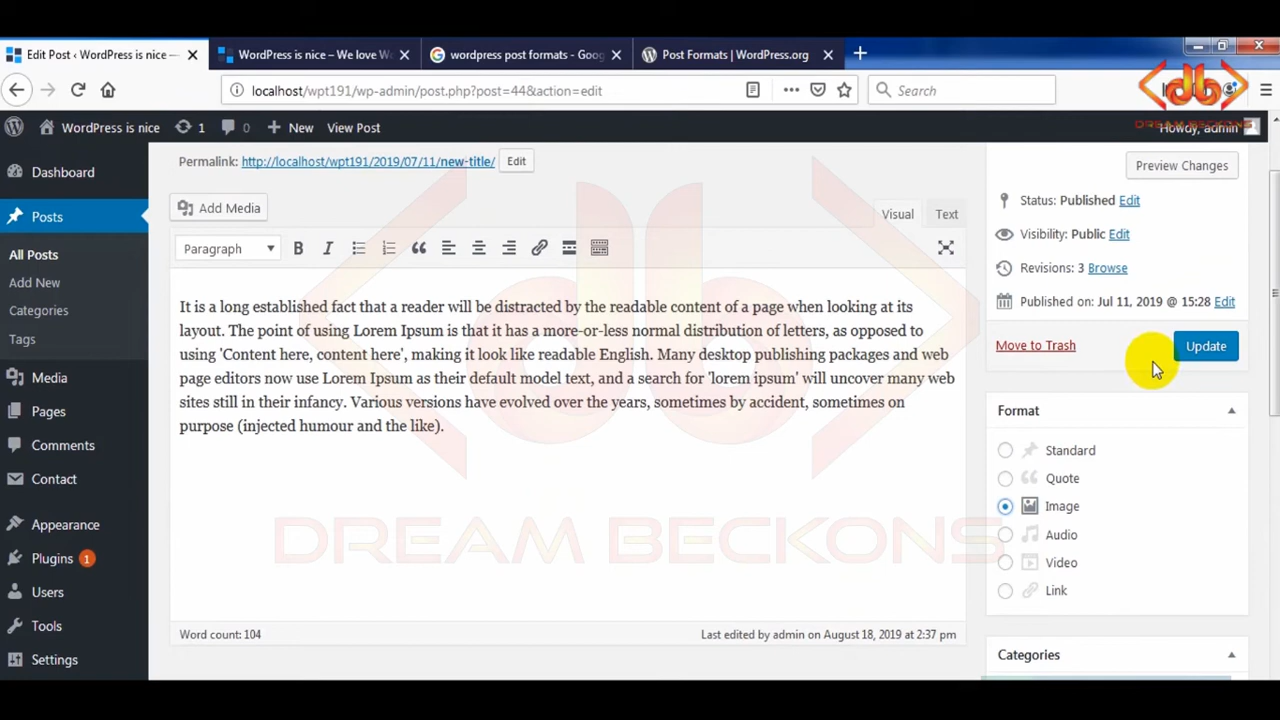 Edit Post ‹ WordPress is nice —
WordPress is nice – We love Wo
wordpress post formats - Goog
Post Formats | WordPress.org
localhost/wpt191/wp-admin/post.php?post=44&action=edit
Search
db
DREAM BECKONS
WordPress is nice
1
0
New
View Post
Howdy, admin
Dashboard
Posts
All Posts
Add New
Categories
Tags
Media
Pages
Comments
Contact
Appearance
Plugins 1
Users
Tools
Settings
Permalink: http://localhost/wpt191/2019/07/11/new-title/ Edit
Add Media
Visual Text
Paragraph
It is a long established fact that a reader will be distracted by the readable content of a page when looking at its
layout. The point of using Lorem Ipsum is that it has a more-or-less normal distribution of letters, as opposed to
using 'Content here, content here', making it look like readable English. Many desktop publishing packages and web
page editors now use Lorem Ipsum as their default model text, and a search for 'lorem ipsum' will uncover many web
sites still in their infancy. Various versions have evolved over the years, sometimes by accident, sometimes on
purpose (injected humour and the like).
DREAM BECKONS
Word count: 104
Last edited by admin on August 18, 2019 at 2:37 pm
Preview Changes
Status: Published Edit
Visibility: Public Edit
Revisions: 3 Browse
Published on: Jul 11, 2019 @ 15:28 Edit
Move to Trash
Update
Format
Standard
Quote
Image
Audio
Video
Link
Categories